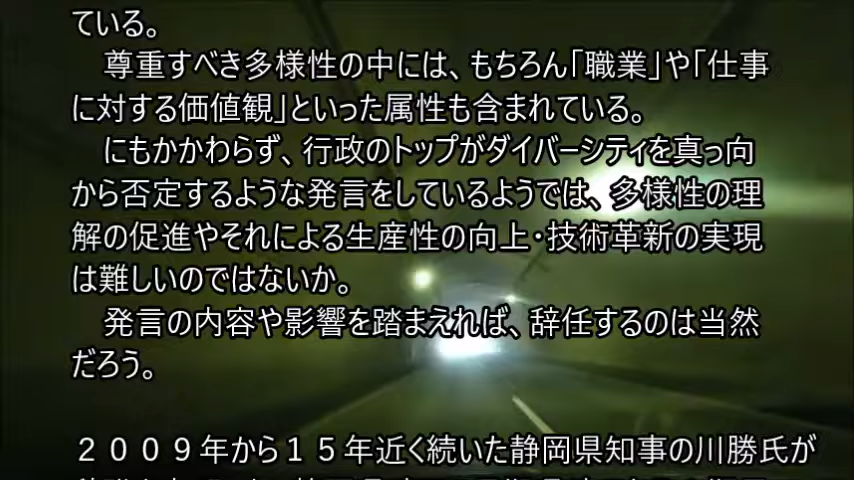 ている。
尊重すべき多様性の中には、もちろん「職業」や「仕事
に対する価値観」といった属性も含まれている。
にもかかわらず、行政のトップがダイバーシティを真っ向
から否定するような発言をしているようでは、多様性の理
解の促進やそれによる生産性の向上・技術革新の実現
は難しいのではないか。
発言の内容や影響を踏まえれば、辞任するのは当然
だろう。
２００９年から１５年近く続いた静岡県知事の川勝氏が